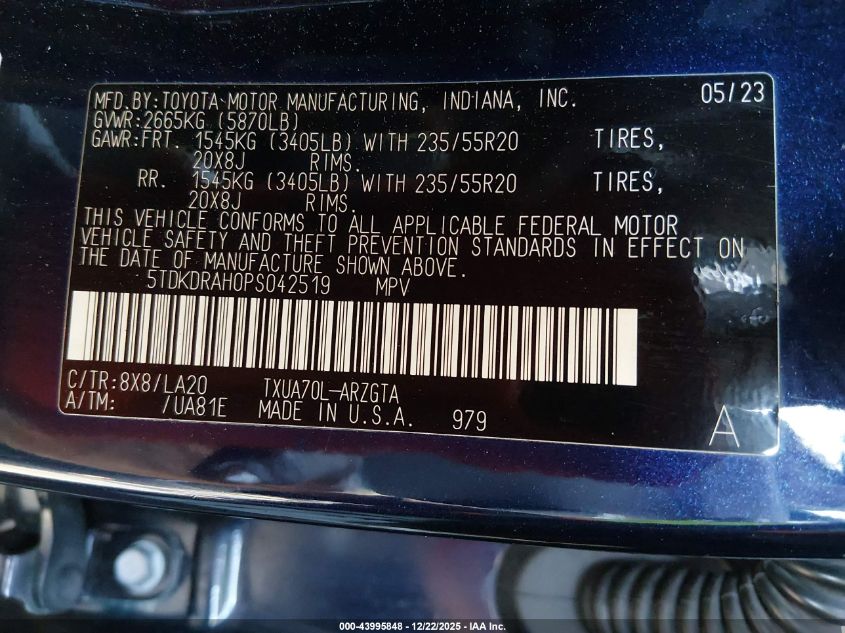 MFD.BY:TOYOTA MOTOR MANUFACTURING, INDIANA, INC. 05/23
GVWR:2665KG (5870LB)
GAWR:FRT. 1545KG (3405LB) WITH 235/55R20 TIRES,
20X8J RIMS.
RR. 1545KG (3405LB) WITH 235/55R20 TIRES,
20X8J RIMS.
THIS VEHICLE CONFORMS TO ALL APPLICABLE FEDERAL MOTOR
VEHICLE SAFETY AND THEFT PREVENTION STANDARDS IN EFFECT ON
THE DATE OF MANUFACTURE SHOWN ABOVE.
5TDKDRAH0PS042519 MPV
C/TR:8X8/LA20 TXUA70L-ARZGTA
A/TM: /UA81E MADE IN U.S.A. 979 A
000-43995848 - 12/22/2025 - IAA Inc.